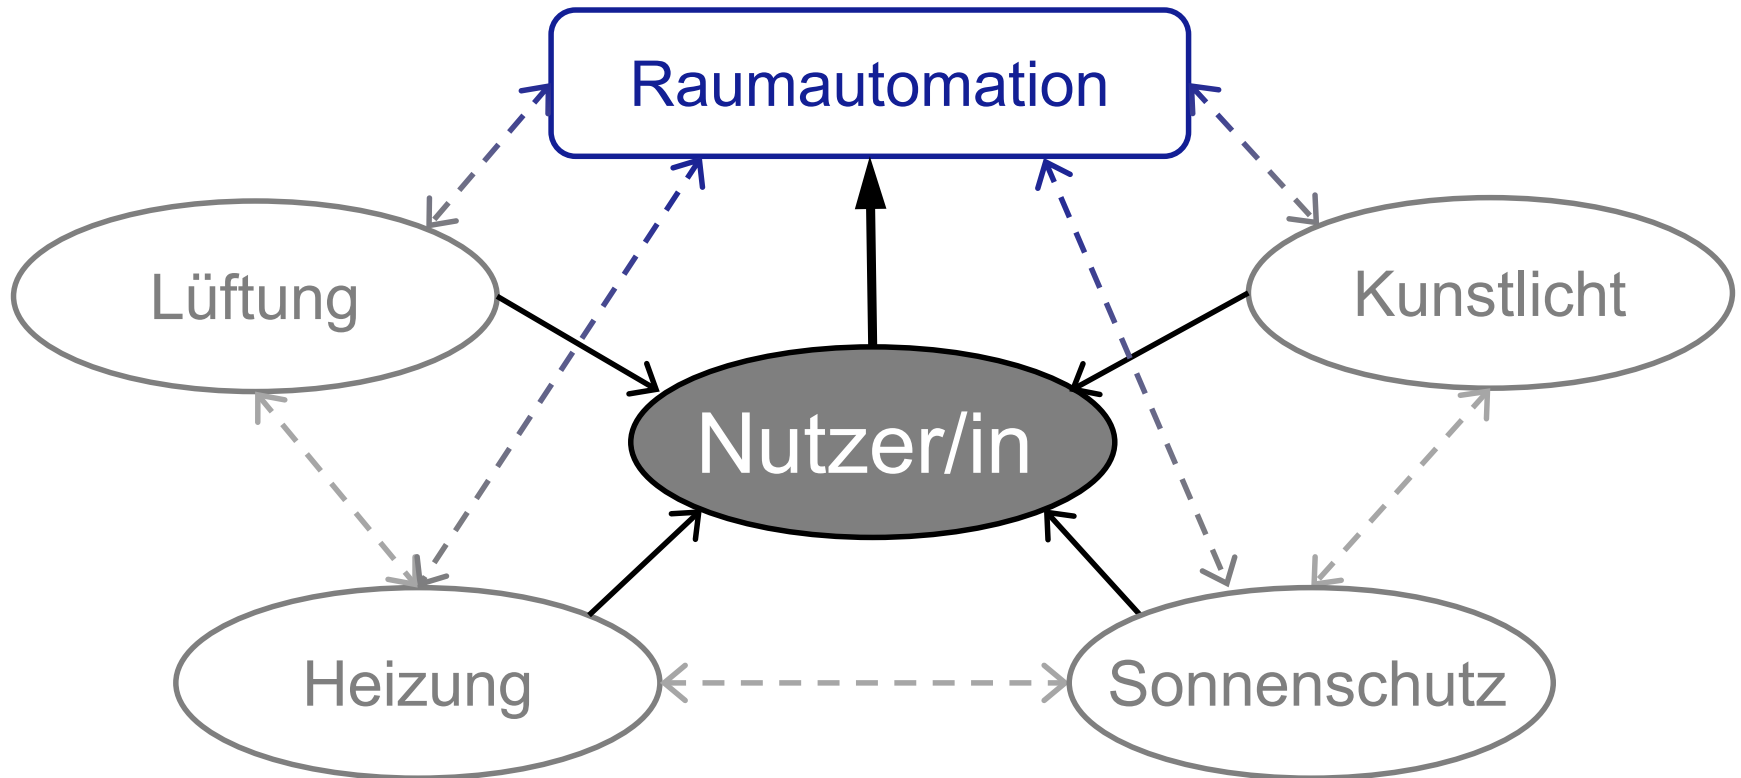 Raumautomation
Lüftung
Kunstlicht
Nutzer/in
Heizung
Sonnenschutz